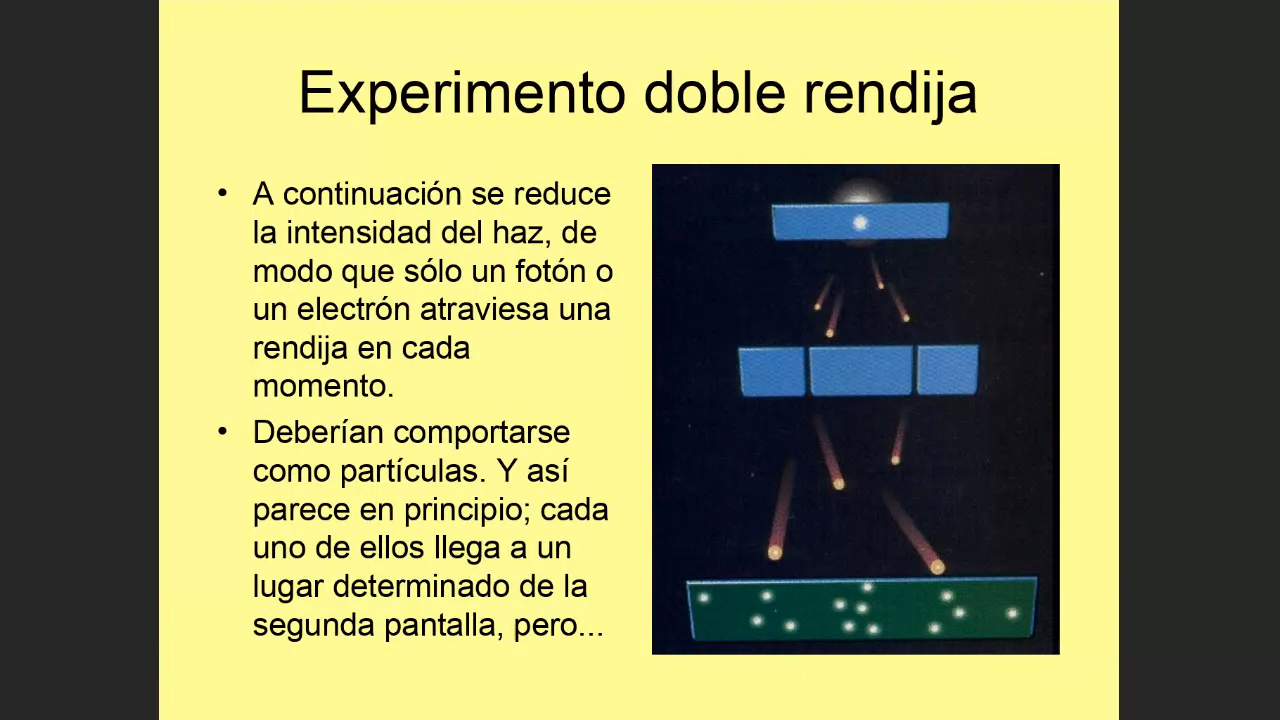 Experimento doble rendija
• A continuación se reduce
la intensidad del haz, de
modo que sólo un fotón o
un electrón atraviesa una
rendija en cada
momento.
• Deberían comportarse
como partículas. Y así
parece en principio; cada
uno de ellos llega a un
lugar determinado de la
segunda pantalla, pero...